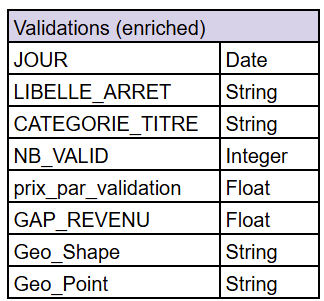 Validations (enriched)
JOUR Date
LIBELLE_ARRET String
CATEGORIE_TITRE String
NB_VALID Integer
prix_par_validation Float
GAP_REVENU Float
Geo_Shape String
Geo_Point String